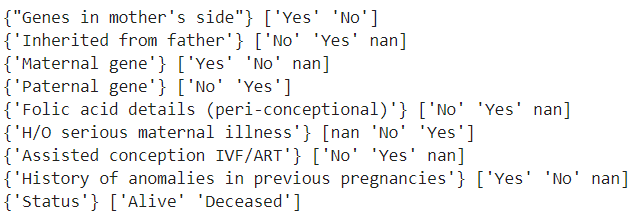 {"Genes in mother's side"} ['Yes' 'No']
{'Inherited from father'} ['No' 'Yes' nan]
{'Maternal gene'} ['Yes' 'No' nan]
{'Paternal gene'} ['No' 'Yes']
{'Folic acid details (peri-conceptional)'} ['No' 'Yes' nan]
{'H/O serious maternal illness'} [nan 'No' 'Yes']
{'Assisted conception IVF/ART'} ['No' 'Yes' nan]
{'History of anomalies in previous pregnancies'} ['Yes' 'No' nan]
{'Status'} ['Alive' 'Deceased']